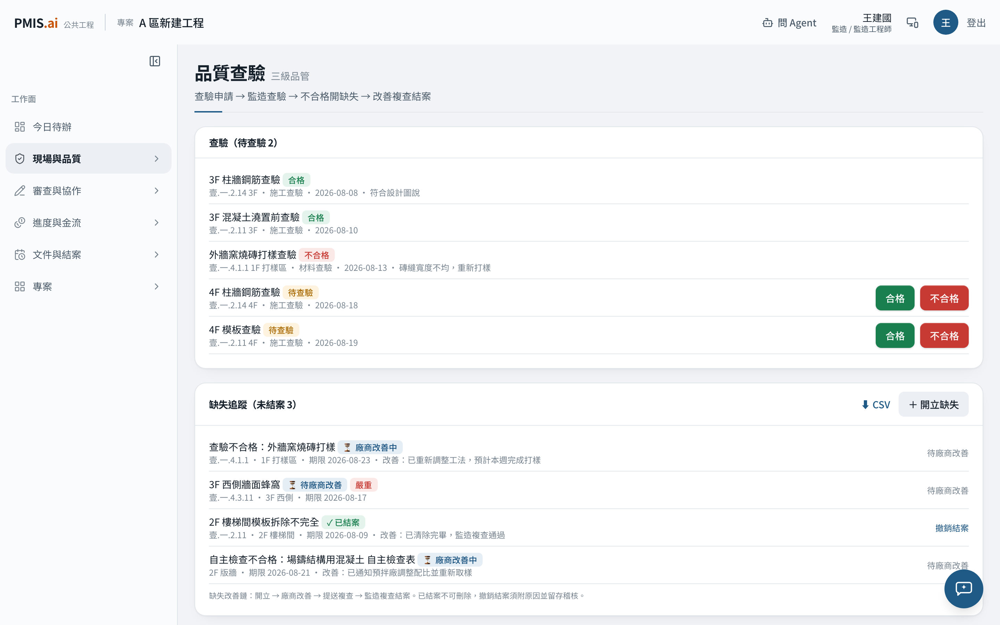 PMIS.ai 公共工程 專案 A 區新建工程
問 Agent
王建國
監造 / 監造工程師
王
登出
工作面
今日待辦
現場與品質
審查與協作
進度與金流
文件與結案
專案
品質查驗 三級品管
查驗申請 → 監造查驗 → 不合格開缺失 → 改善複查結案
查驗（待查驗 2）
3F 柱牆鋼筋查驗 合格
壹.一.2.14 3F · 施工查驗 · 2026-08-08 · 符合設計圖說
3F 混凝土澆置前查驗 合格
壹.一.2.11 3F · 施工查驗 · 2026-08-10
外牆窯燒磚打樣查驗 不合格
壹.一.4.1.1 1F 打樣區 · 材料查驗 · 2026-08-13 · 磚縫寬度不均，重新打樣
4F 柱牆鋼筋查驗 待查驗
壹.一.2.14 4F · 施工查驗 · 2026-08-18
合格 不合格
4F 模板查驗 待查驗
壹.一.2.11 4F · 施工查驗 · 2026-08-19
合格 不合格
缺失追蹤（未結案 3）
⬇ CSV
＋ 開立缺失
查驗不合格：外牆窯燒磚打樣 ⏳ 廠商改善中
壹.一.4.1.1 · 1F 打樣區 · 期限 2026-08-23 · 改善：已重新調整工法，預計本週完成打樣
待廠商改善
3F 西側牆面蜂窩 ⏳ 待廠商改善 嚴重
壹.一.4.3.11 · 3F 西側 · 期限 2026-08-17
待廠商改善
2F 樓梯間模板拆除不完全 ✓ 已結案
壹.一.2.11 · 2F 樓梯間 · 期限 2026-08-09 · 改善：已清除完畢，監造複查通過
撤銷結案
自主檢查不合格：場鑄結構用混凝土 自主檢查表 ⏳ 廠商改善中
2F 版牆 · 期限 2026-08-21 · 改善：已通知預拌廠調整配比並重新取樣
待廠商改善
缺失改善鏈：開立 → 廠商改善 → 提送複查 → 監造複查結案。已結案不可刪除，撤銷結案須附原因並留存稽核。